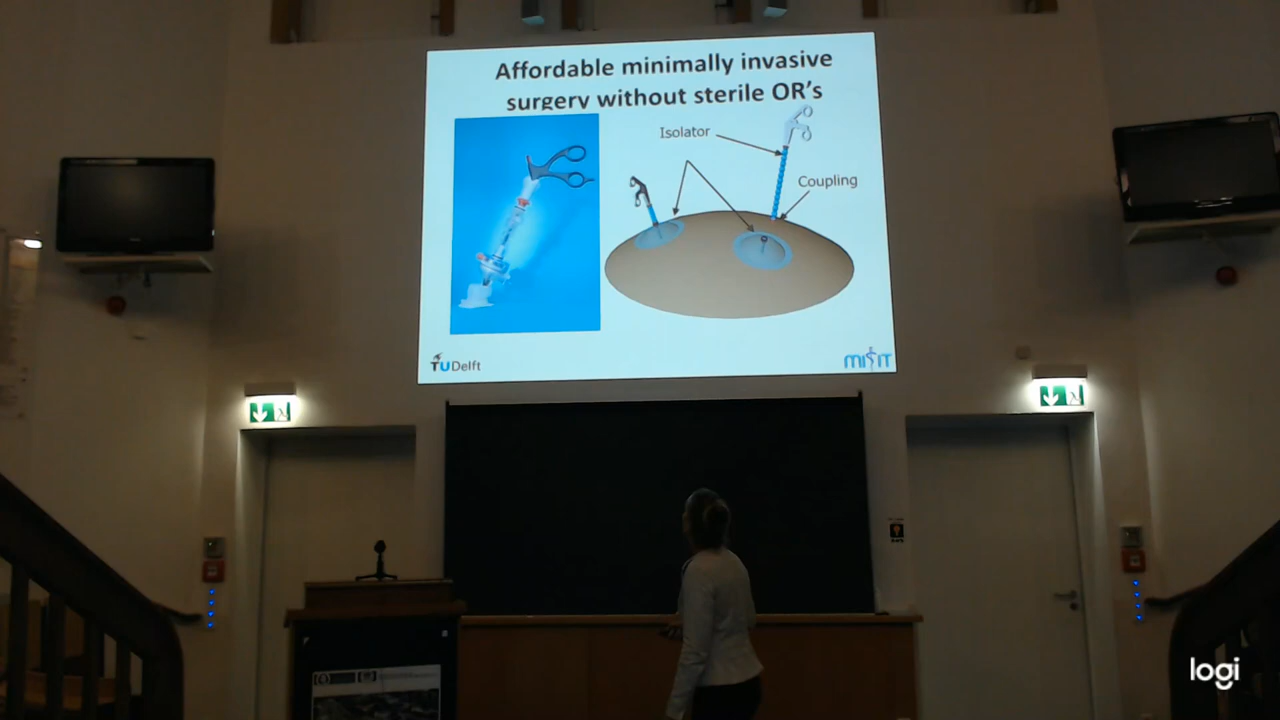 Affordable minimally invasive
surgery without sterile OR's
Isolator
Coupling
TUDelft
MISIT
logi